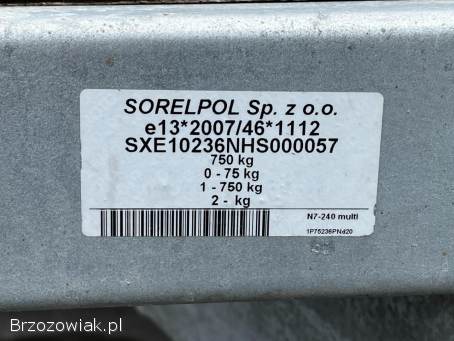 SORELPOL Sp. z o.o.
e13*2007/46*1112
SXE10236NHS000057
750 kg
0 - 75 kg
1 - 750 kg
2 - kg
N7-240 multi
1P75236PNd20
Brzozowiak.pl